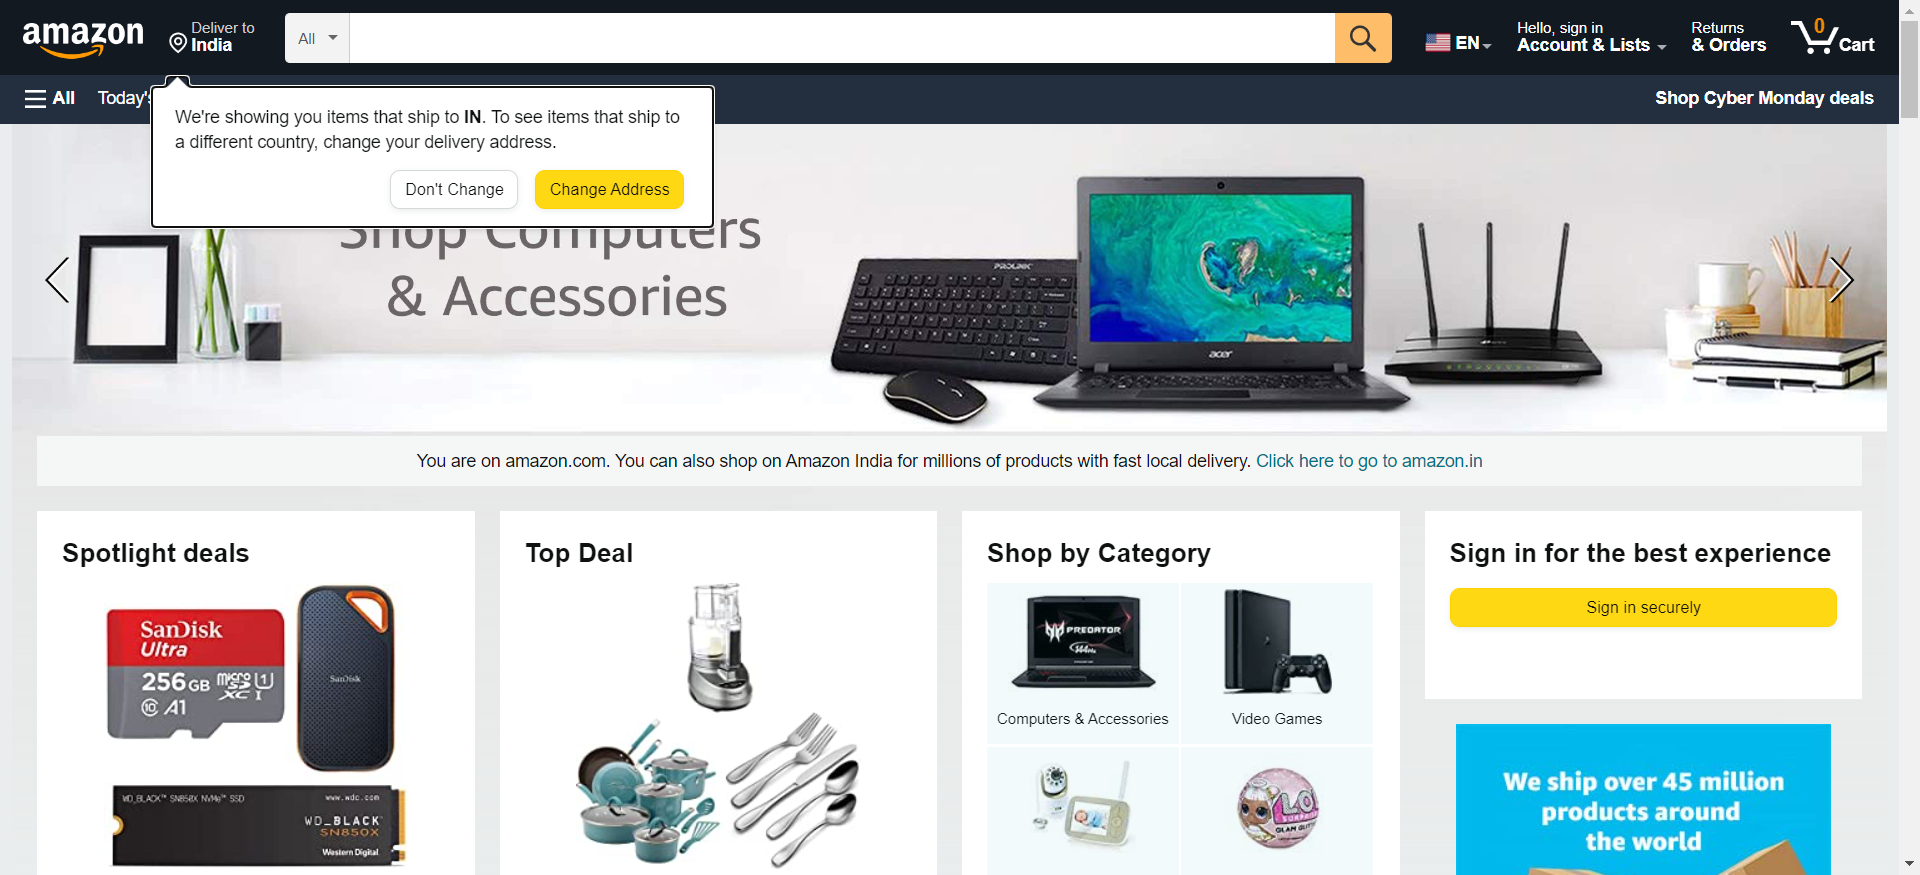 amazon
Deliver to
India
All
EN
Hello, sign in
Account & Lists
Returns
& Orders
0
Cart
All
Today's
Shop Cyber Monday deals
We're showing you items that ship to IN. To see items that ship to
a different country, change your delivery address.
Don't Change
Change Address
Shop Computers
& Accessories
PROLINK
acer
You are on amazon.com. You can also shop on Amazon India for millions of products with fast local delivery. Click here to go to amazon.in
Spotlight deals
SanDisk
Ultra
256GB
micro
SD
XC I
U1
10 A1
SanDisk
WD_BLACK™ SN850X NVMe™ SSD
www.wdc.com
WD_BLACK
SN850X
Western Digital
Top Deal
Shop by Category
PREDATOR
144Hz
Computers & Accessories
Video Games
L.O.L.
SURPRISE
GLAM GLITTER
Sign in for the best experience
Sign in securely
We ship over 45 million
products around
the world